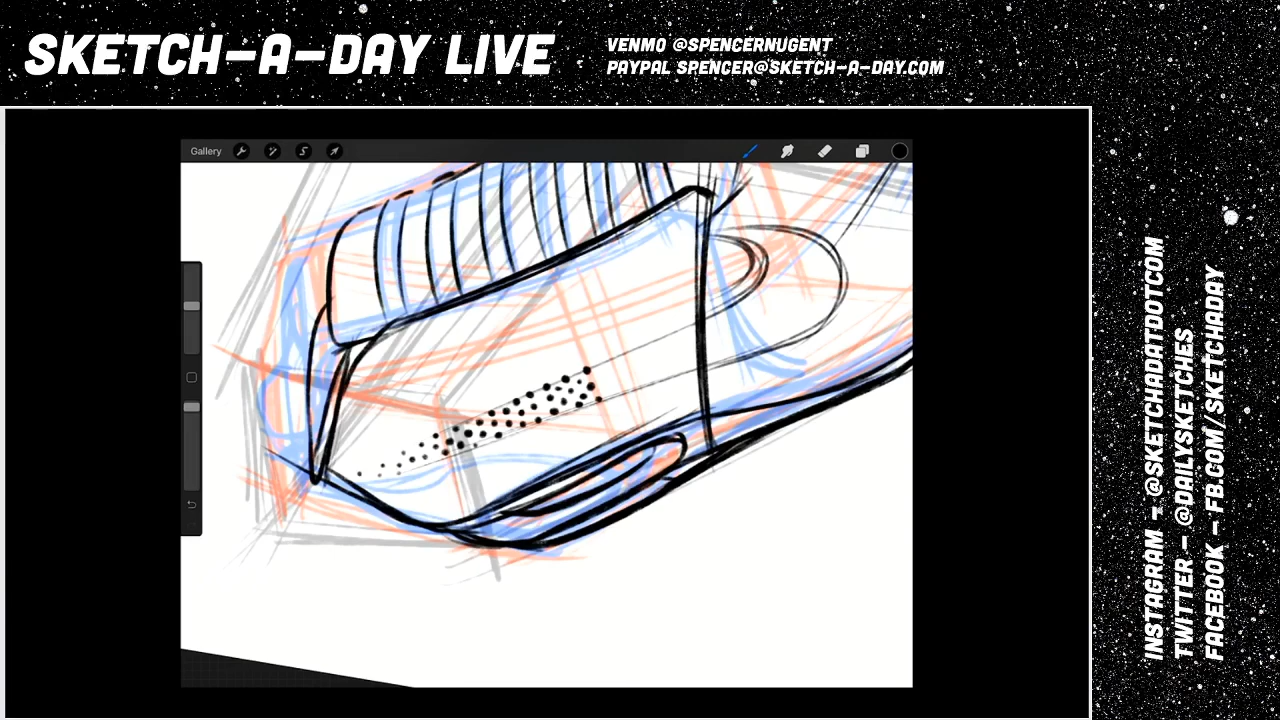 SKETCH-A-DAY LIVE
VENMO @SPENCERNUGENT
PAYPAL SPENCER@SKETCH-A-DAY.COM
Gallery
INSTAGRAM - @SKETCHADAYDOTCOM
TWITTER - @DAILYSKETCHES
FACEBOOK - FB.COM/SKETCHADAY